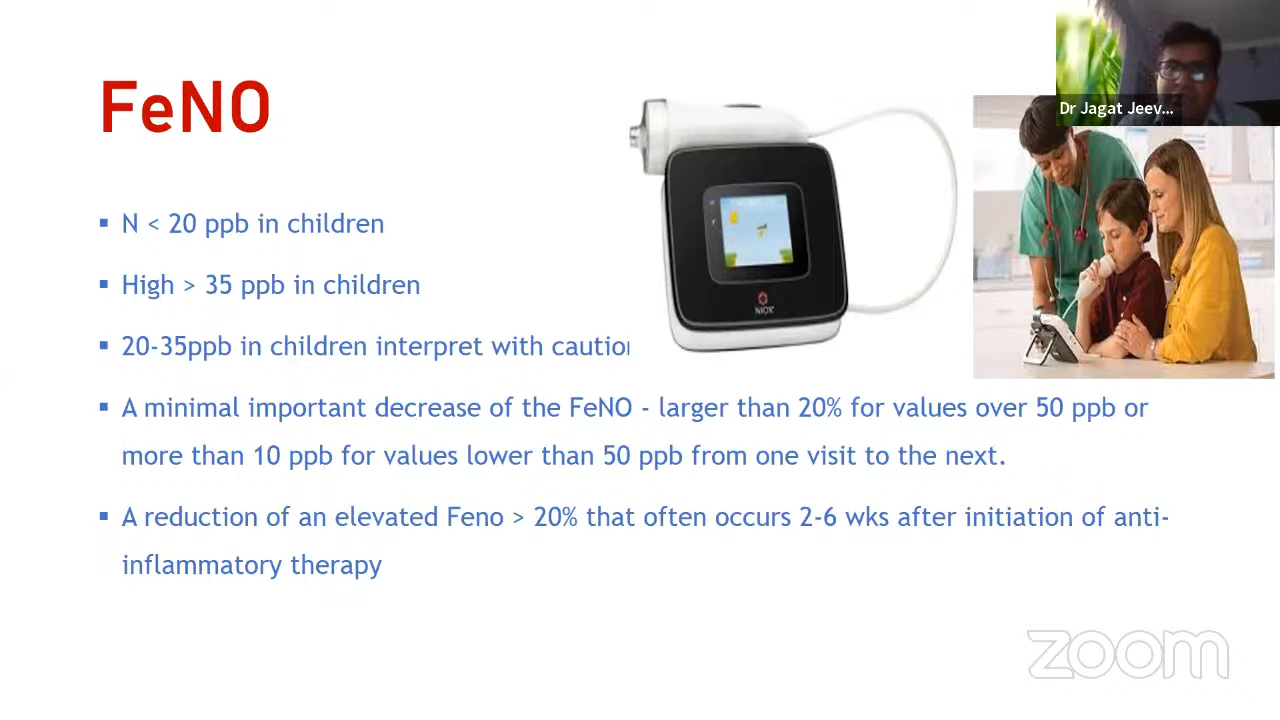 FeNO
Dr Jagat Jeev...
NIOX
▪ N < 20 ppb in children
▪ High > 35 ppb in children
▪ 20-35ppb in children interpret with caution
▪ A minimal important decrease of the FeNO - larger than 20% for values over 50 ppb or
more than 10 ppb for values lower than 50 ppb from one visit to the next.
▪ A reduction of an elevated Feno > 20% that often occurs 2-6 wks after initiation of anti-
inflammatory therapy
zoom